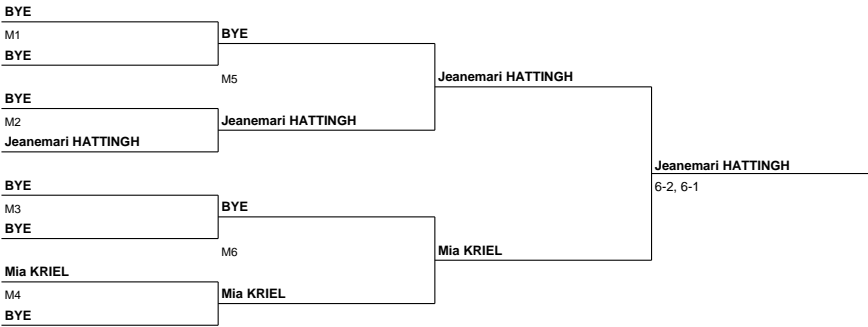 BYE
M1
BYE
BYE
M5
Jeanemari HATTINGH
BYE
M2
Jeanemari HATTINGH
Jeanemari HATTINGH
Jeanemari HATTINGH
6-2, 6-1
BYE
M3
BYE
BYE
M6
Mia KRIEL
Mia KRIEL
M4
Mia KRIEL
BYE